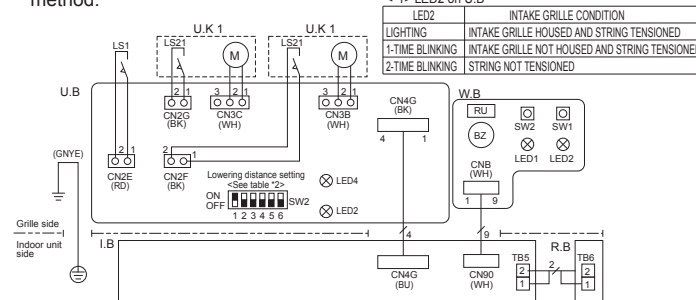 method.
<*1> LED2 on U.B
LED2 INTAKE GRILLE CONDITION
LIGHTING INTAKE GRILLE HOUSED AND STRING TENSIONED
1-TIME BLINKING INTAKE GRILLE NOT HOUSED AND STRING TENSIONE
2-TIME BLINKING STRING NOT TENSIONED
U.K 1 U.K 1
LS1 LS21 M LS21 M
U.B
2 1 3 2 1 3 2 1
CN2G (BK)
CN3C (WH)
CN3B (WH)
CN4G (BK)
4 1
W.B
RU
SW2 SW1
BZ
LED1 LED2
CNB (WH)
1 9
(GNYE)
2 1
CN2E (RD)
2 1
CN2F (BK)
Lowering distance setting
<See table *2>
ON
OFF
SW2
1 2 3 4 5 6
LED4
LED2
Grille side
Indoor unit side
I.B
4
9
R.B
CN4G (BU)
CN90 (WH)
TB5
2
1
2
TB6
2
1